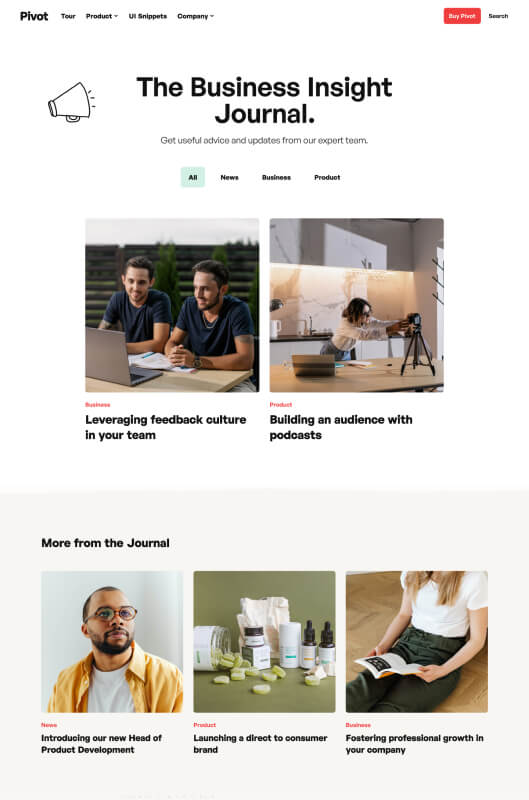 Pivot
Tour
Product
UI Snippets
Company
Buy Pivot
Search
The Business Insight
Journal.
Get useful advice and updates from our expert team.
All
News
Business
Product
Business
Leveraging feedback culture
in your team
Product
Building an audience with
podcasts
More from the Journal
News
Introducing our new Head of
Product Development
Product
Launching a direct to consumer
brand
Business
Fostering professional growth in
your company